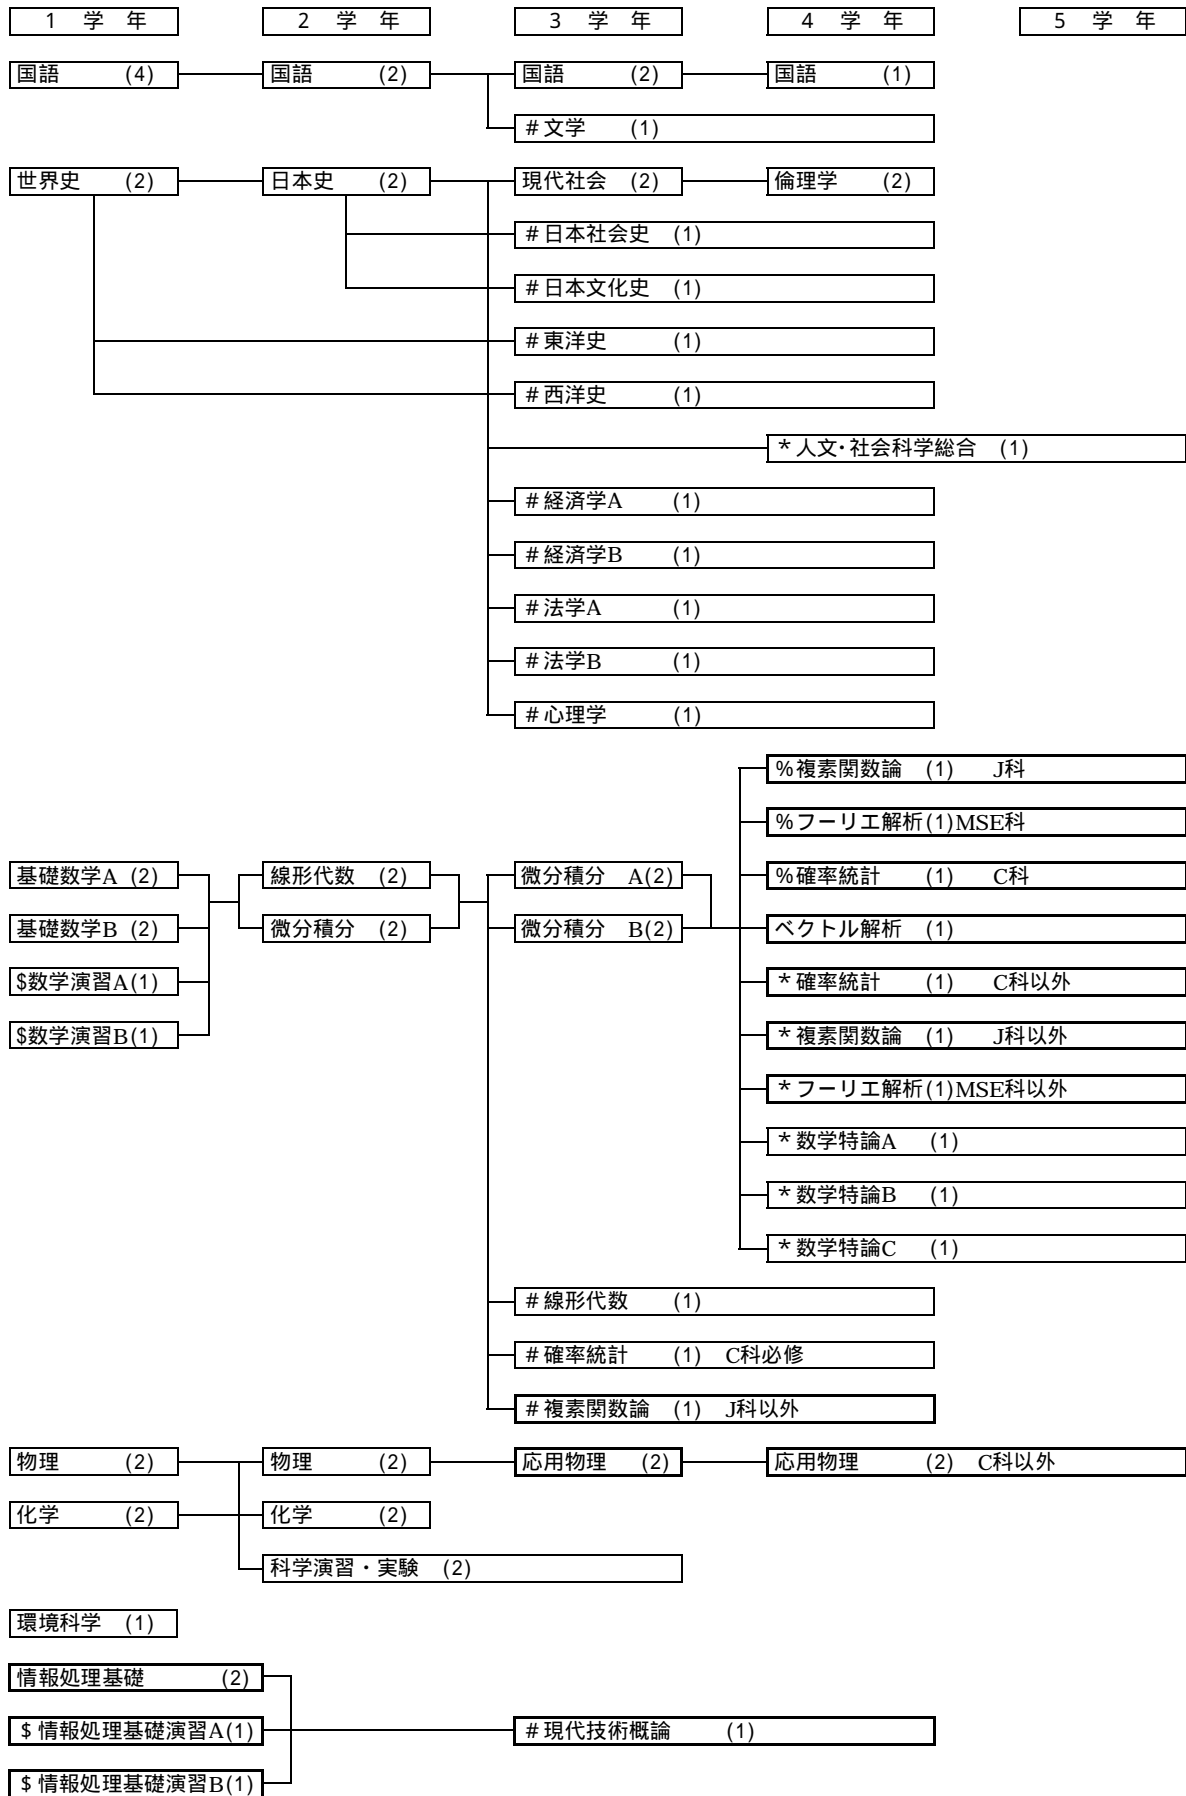 1 学 年 2 学 年 3 学 年 4 学 年 5 学 年
国語 (4) 国語 (2) 国語 (2) 国語 (1)
#文学 (1)
世界史 (2) 日本史 (2) 現代社会 (2) 倫理学 (2)
#日本社会史 (1)
#日本文化史 (1)
#東洋史 (1)
#西洋史 (1)
*人文・社会科学総合 (1)
#経済学A (1)
#経済学B (1)
#法学A (1)
#法学B (1)
#心理学 (1)
%複素関数論 (1) J科
%フーリエ解析(1)MSE科
基礎数学A (2) 線形代数 (2) 微分積分 A(2) %確率統計 (1) C科
基礎数学B (2) 微分積分 (2) 微分積分 B(2) ベクトル解析 (1)
$数学演習A(1) *確率統計 (1) C科以外
$数学演習B(1) *複素関数論 (1) J科以外
*フーリエ解析(1)MSE科以外
*数学特論A (1)
*数学特論B (1)
*数学特論C (1)
#線形代数 (1)
#確率統計 (1) C科必修
#複素関数論 (1) J科以外
物理 (2) 物理 (2) 応用物理 (2) 応用物理 (2) C科以外
化学 (2) 化学 (2)
科学演習・実験 (2)
環境科学 (1)
情報処理基礎 (2)
$情報処理基礎演習A(1) #現代技術概論 (1)
$情報処理基礎演習B(1)